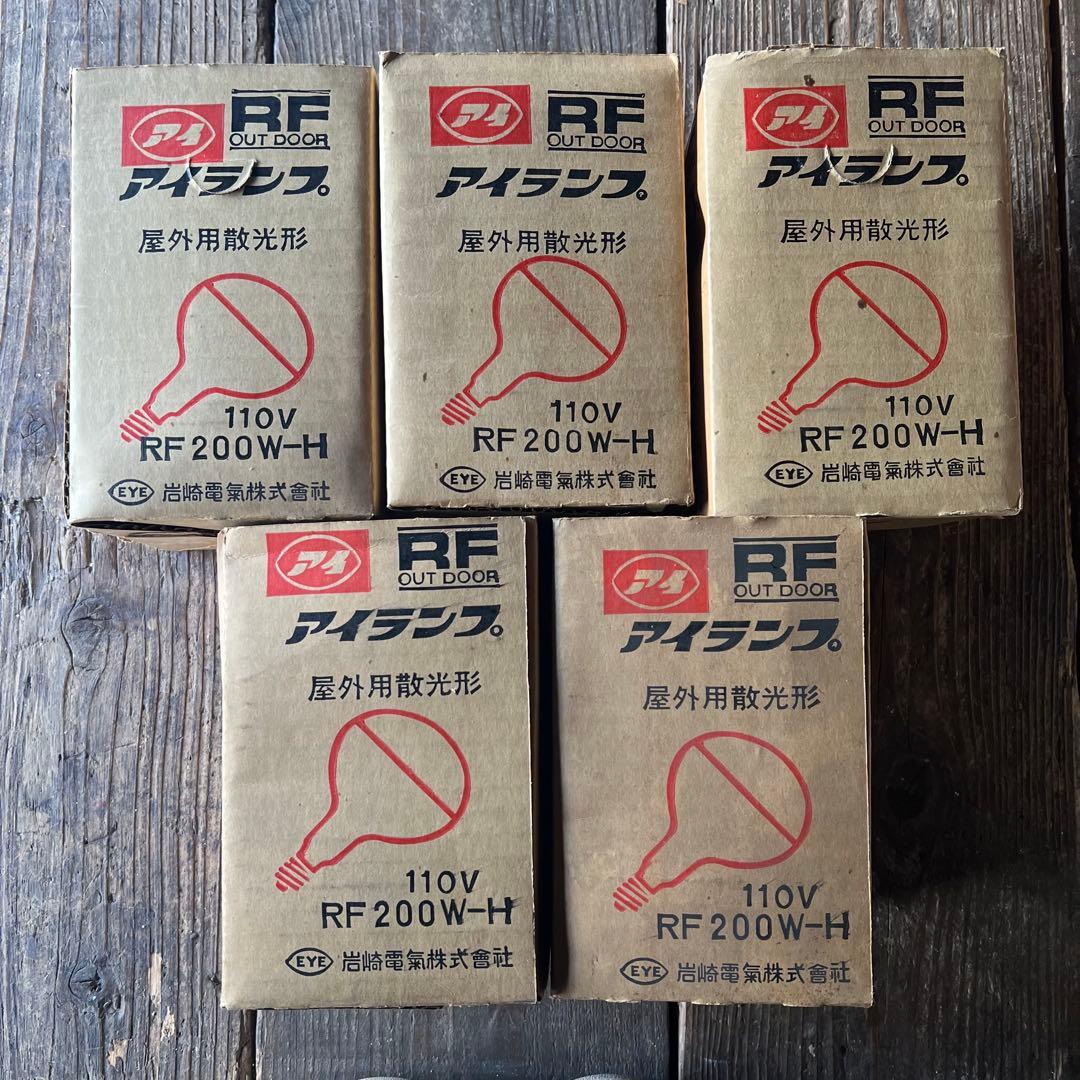 アイ RF
OUT DOOR
アイランプ®
屋外用散光形
110V
RF200W-H
EYE 岩崎電氣株式會社
アイ RF
OUT DOOR
アイランプ®
屋外用散光形
110V
RF200W-H
EYE 岩崎電氣株式會社
アイ RF
OUT DOOR
アイランプ®
屋外用散光形
110V
RF200W-H
EYE 岩崎電氣株式會社
アイ RF
OUT DOOR
アイランプ®
屋外用散光形
110V
RF200W-H
EYE 岩崎電氣株式會社
アイ RF
OUT DOOR
アイランプ®
屋外用散光形
110V
RF200W-H
EYE 岩崎電氣株式會社